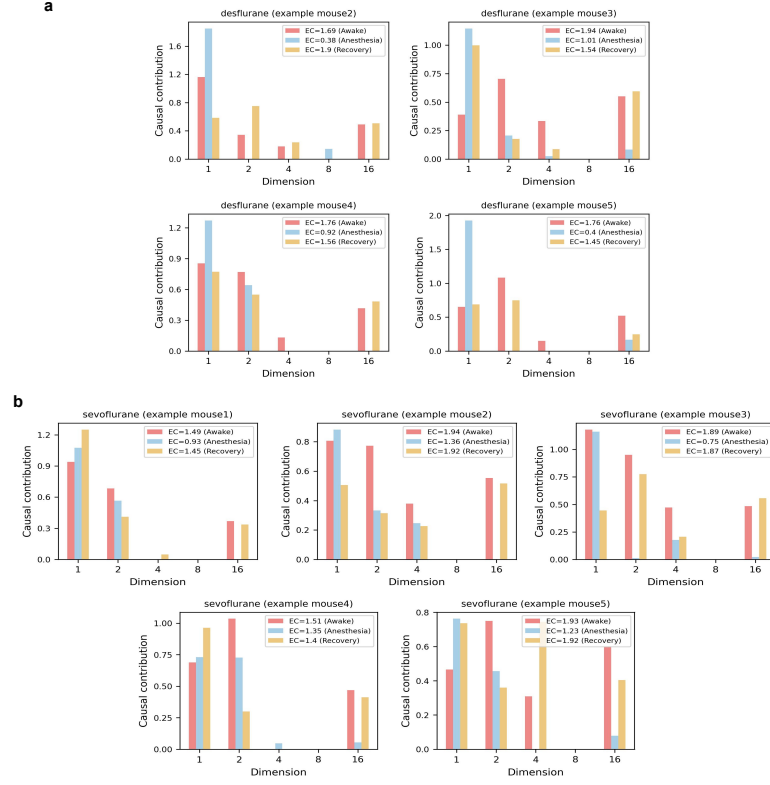 a
desflurane (example mouse2)
EC=1.69 (Awake)
EC=0.38 (Anesthesia)
EC=1.9 (Recovery)
Causal contribution
1.6
1.2
0.8
0.4
0.0
1 2 4 8 16
Dimension
desflurane (example mouse3)
EC=1.94 (Awake)
EC=1.01 (Anesthesia)
EC=1.54 (Recovery)
Causal contribution
1.00
0.75
0.50
0.25
0.00
1 2 4 8 16
Dimension
desflurane (example mouse4)
EC=1.76 (Awake)
EC=0.92 (Anesthesia)
EC=1.56 (Recovery)
Causal contribution
1.2
0.9
0.6
0.3
0.0
1 2 4 8 16
Dimension
desflurane (example mouse5)
EC=1.76 (Awake)
EC=0.4 (Anesthesia)
EC=1.45 (Recovery)
Causal contribution
2.0
1.5
1.0
0.5
0.0
1 2 4 8 16
Dimension
b
sevoflurane (example mouse1)
EC=1.49 (Awake)
EC=0.93 (Anesthesia)
EC=1.45 (Recovery)
Causal contribution
1.2
0.9
0.6
0.3
0.0
1 2 4 8 16
Dimension
sevoflurane (example mouse2)
EC=1.94 (Awake)
EC=1.36 (Anesthesia)
EC=1.92 (Recovery)
Causal contribution
0.8
0.6
0.4
0.2
0.0
1 2 4 8 16
Dimension
sevoflurane (example mouse3)
EC=1.89 (Awake)
EC=0.75 (Anesthesia)
EC=1.87 (Recovery)
Causal contribution
1.00
0.75
0.50
0.25
0.00
1 2 4 8 16
Dimension
sevoflurane (example mouse4)
EC=1.51 (Awake)
EC=1.35 (Anesthesia)
EC=1.4 (Recovery)
Causal contribution
1.00
0.75
0.50
0.25
0.00
1 2 4 8 16
Dimension
sevoflurane (example mouse5)
EC=1.93 (Awake)
EC=1.23 (Anesthesia)
EC=1.92 (Recovery)
Causal contribution
0.8
0.6
0.4
0.2
0.0
1 2 4 8 16
Dimension